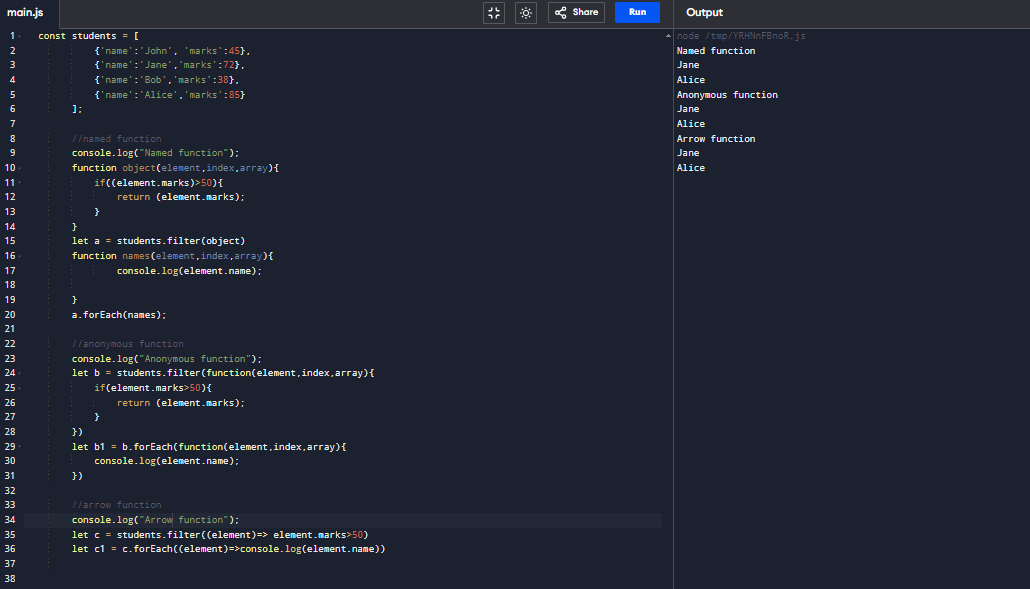 main.js Share Run Output
1 const students = [
2 {'name':'John', 'marks':45},
3 {'name':'Jane','marks':72},
4 {'name':'Bob','marks':38},
5 {'name':'Alice','marks':85}
6 ];
7
8 //named function
9 console.log("Named function");
10 function object(element,index,array){
11 if((element.marks)>50){
12 return (element.marks);
13 }
14 }
15 let a = students.filter(object)
16 function names(element,index,array){
17 console.log(element.name);
18
19 }
20 a.forEach(names);
21
22 //anonymous function
23 console.log("Anonymous function");
24 let b = students.filter(function(element,index,array){
25 if(element.marks>50){
26 return (element.marks);
27 }
28 })
29 let b1 = b.forEach(function(element,index,array){
30 console.log(element.name);
31 })
32
33 //arrow function
34 console.log("Arrow function");
35 let c = students.filter((element)=> element.marks>50)
36 let c1 = c.forEach((element)=>console.log(element.name))
37
38
node /tmp/YRHNnFBnoR.js
Named function
Jane
Alice
Anonymous function
Jane
Alice
Arrow function
Jane
Alice